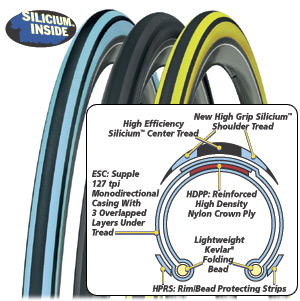 SILICIUM™
INSIDE
High Efficiency
Silicium™ Center Tread
New High Grip Silicium™
Shoulder Tread
ESC: Supple
127 tpi
Monodirectional
Casing With
3 Overlapped
Layers Under
Tread
HDPP: Reinforced
High Density
Nylon Crown Ply
Lightweight
Kevlar®
Folding
Bead
HPRS: Rim/Bead Protecting Strips